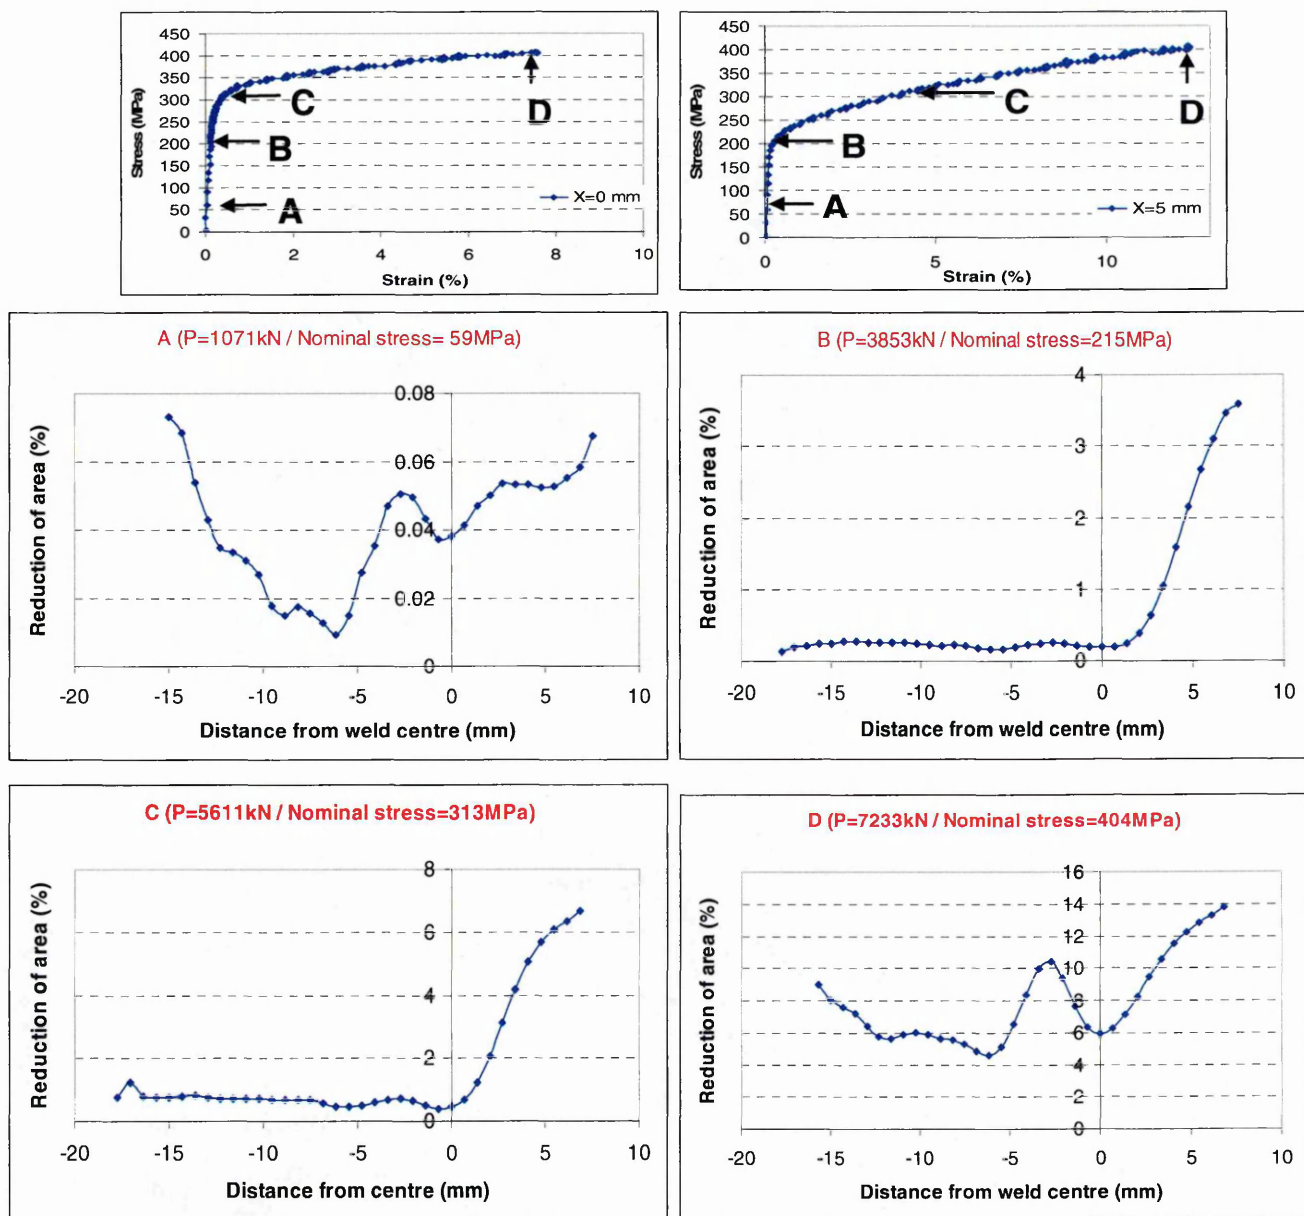 450
400
350
300
250
200
150
100
50
0
Stress (MPa)
C
B
A
D
X=0 mm
0 2 4 6 8 10
Strain (%)
450
400
350
300
250
200
150
100
50
0
Stress (MPa)
C
B
A
D
X=5 mm
0 5 10
Strain (%)
A (P=1071kN / Nominal stress= 59MPa)
Reduction of area (%)
0.08
0.06
0.04
0.02
0
-20 -15 -10 -5 0 5 10
Distance from weld centre (mm)
B (P=3853kN / Nominal stress=215MPa)
Reduction of area (%)
4
3
2
1
0
-20 -15 -10 -5 0 5 10
Distance from weld centre (mm)
C (P=5611kN / Nominal stress=313MPa)
Reduction of area (%)
8
6
4
2
0
-20 -15 -10 -5 0 5 10
Distance from centre (mm)
D (P=7233kN / Nominal stress=404MPa)
Reduction of area (%)
16
14
12
10
8
6
4
2
0
-20 -15 -10 -5 0 5 10
Distance from weld centre (mm)